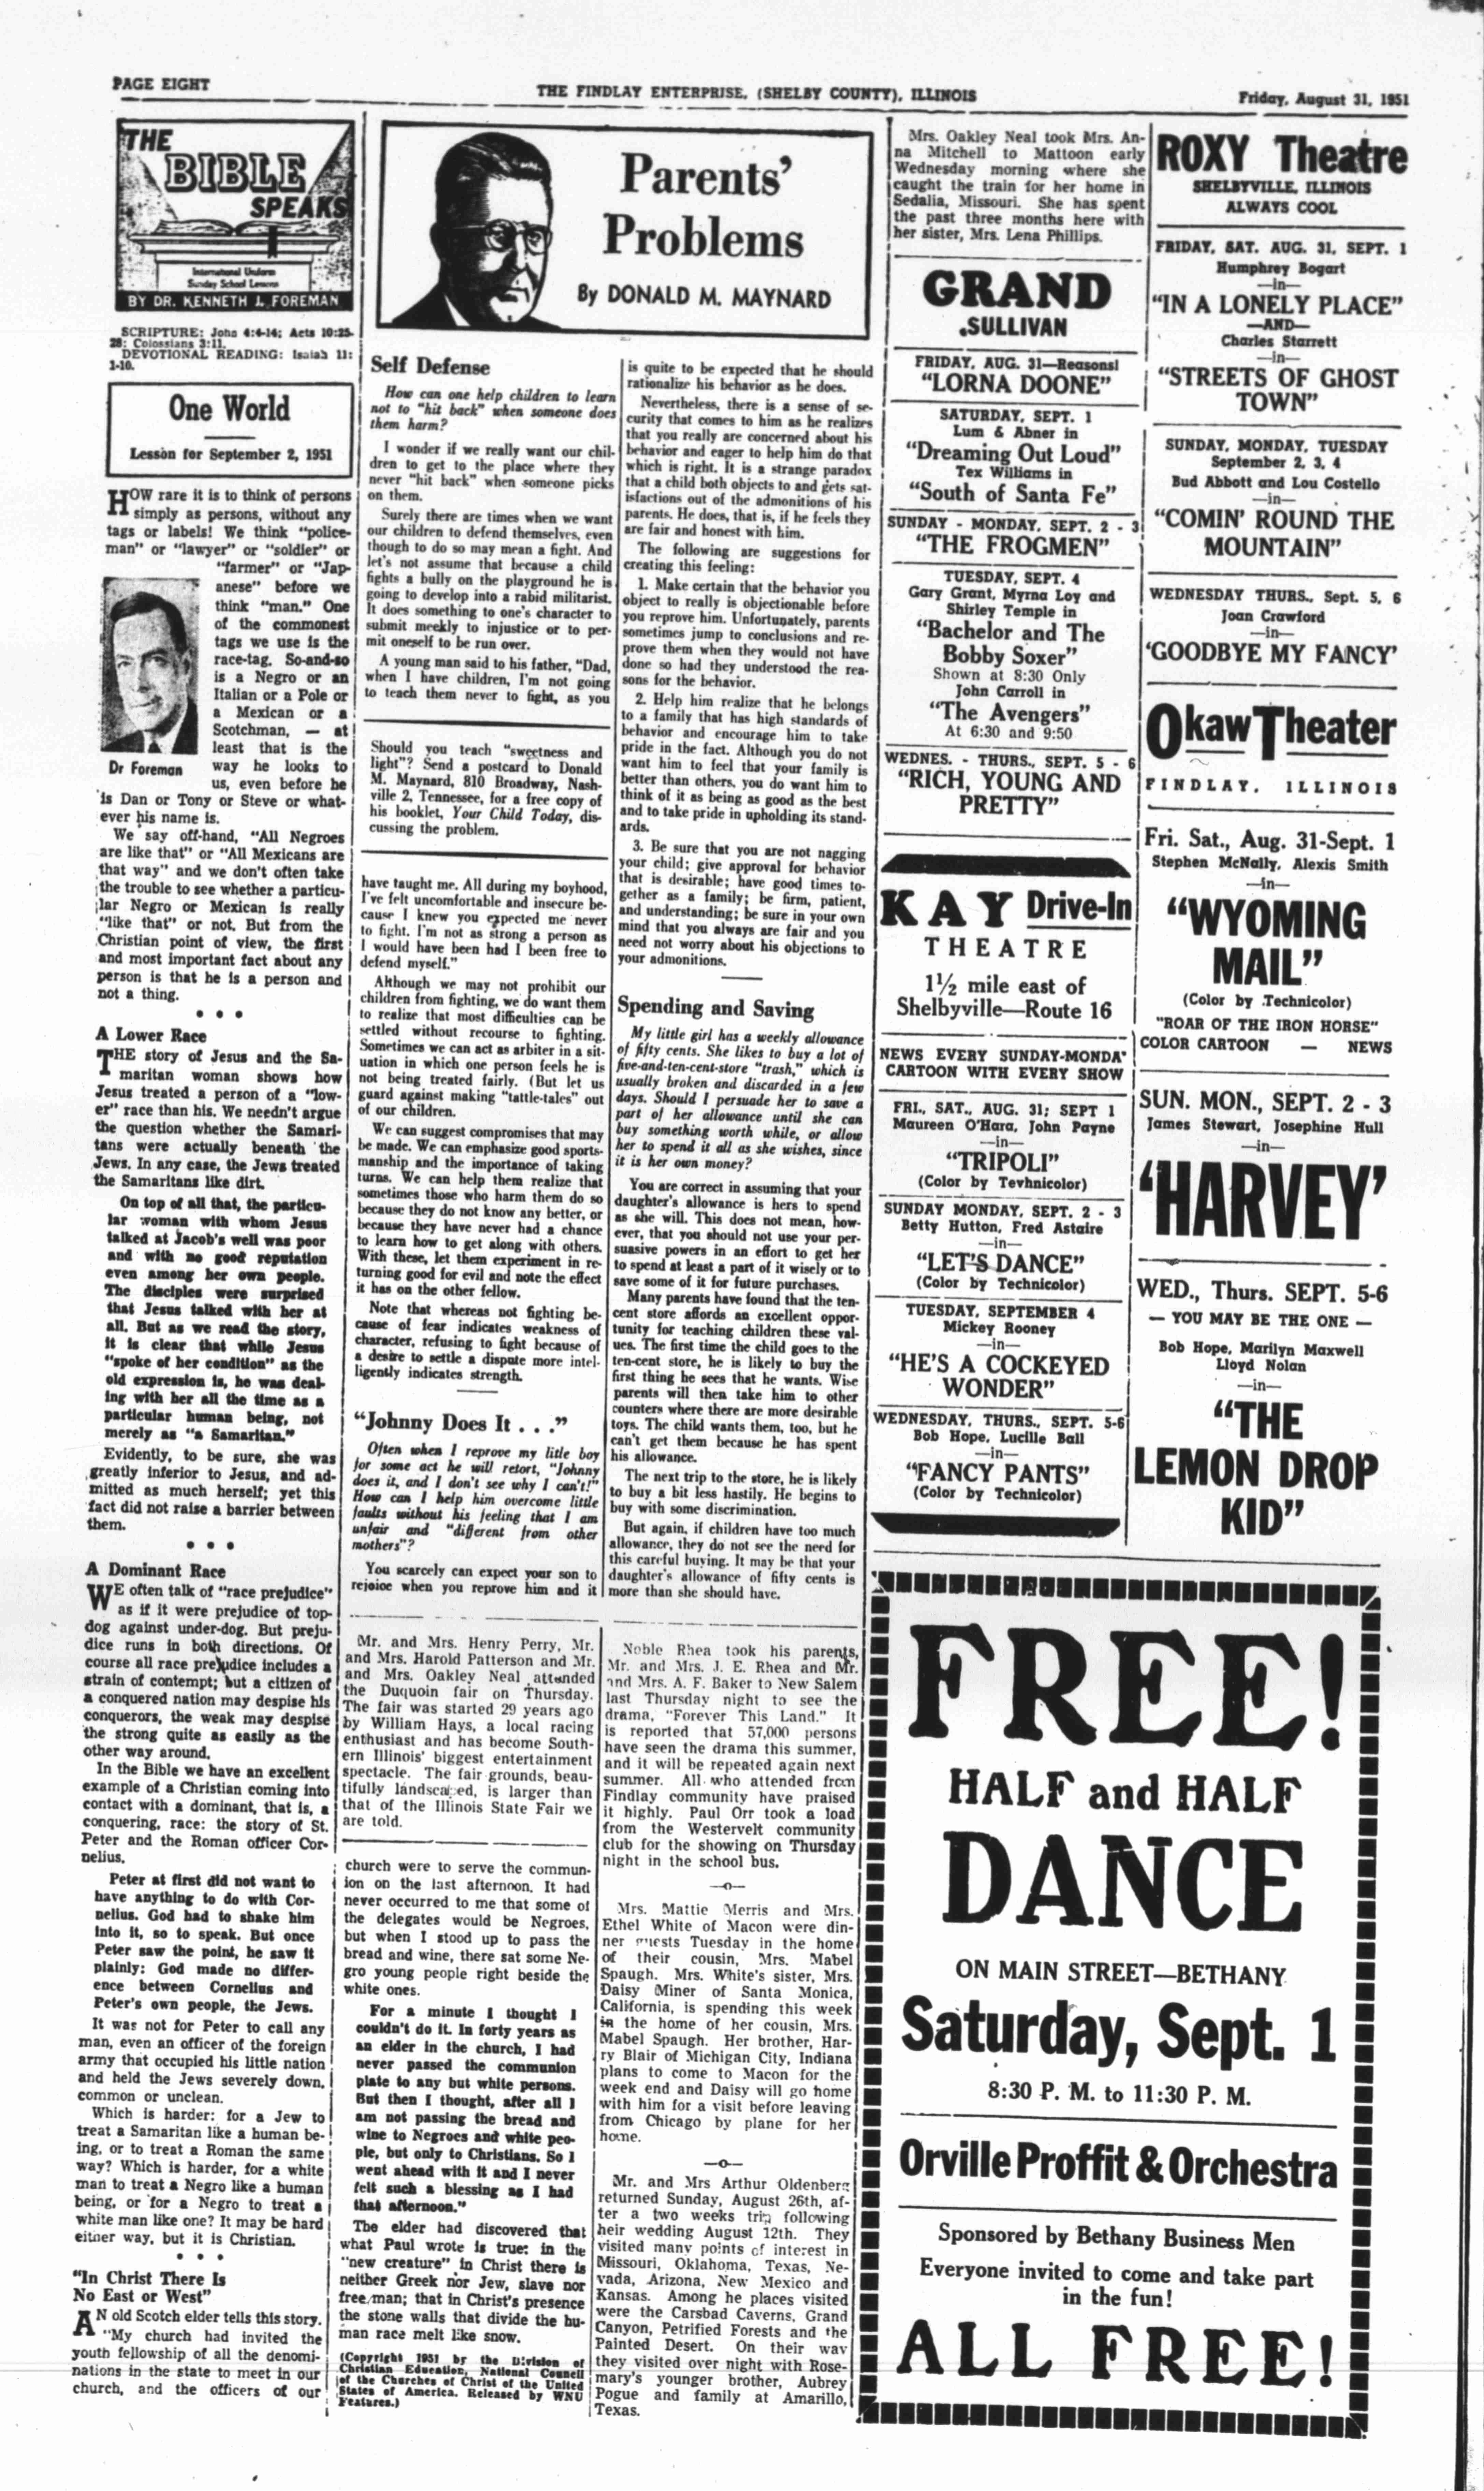 PAGE EIGHT
THE FINDLAY ENTERPRISE, (SHELBY COUNTY), ILLINOIS
Friday, August 31, 1951
THE
BIBLE
SPEAKS
International Uniform
Sunday School Lessons
BY DR. KENNETH J. FOREMAN
SCRIPTURE: John 4:4-14; Acts 10:25-
28; Colossians 3:11.
DEVOTIONAL READING: Isaiah 11:
1-10.
One World
Lesson for September 2, 1951
HOW rare it is to think of persons
simply as persons, without any
tags or labels! We think "police-
man" or "lawyer" or "soldier" or
"farmer" or "Jap-
anese" before we
think "man." One
of the commonest
tags we use is the
race-tag. So-and-so
is a Negro or an
Italian or a Pole or
a Mexican or a
Scotchman, — at
least that is the
way he looks to
us, even before he
Dr Foreman
is Dan or Tony or Steve or what-
ever his name is.
We say off-hand, "All Negroes
are like that" or "All Mexicans are
that way" and we don't often take
the trouble to see whether a particu-
lar Negro or Mexican is really
"like that" or not. But from the
Christian point of view, the first
and most important fact about any
person is that he is a person and
not a thing.
• • •
A Lower Race
THE story of Jesus and the Sa-
maritan woman shows how
Jesus treated a person of a "low-
er" race than his. We needn't argue
the question whether the Samari-
tans were actually beneath the
Jews. In any case, the Jews treated
the Samaritans like dirt.
On top of all that, the particu-
lar woman with whom Jesus
talked at Jacob's well was poor
and with no good reputation
even among her own people.
The disciples were surprised
that Jesus talked with her at
all. But as we read the story,
it is clear that while Jesus
"spoke of her condition" as the
old expression is, he was deal-
ing with her all the time as a
particular human being, not
merely as "a Samaritan."
Evidently, to be sure, she was
greatly inferior to Jesus, and ad-
mitted as much herself; yet this
fact did not raise a barrier between
them.
• • •
A Dominant Race
WE often talk of "race prejudice"
as if it were prejudice of top-
dog against under-dog. But preju-
dice runs in both directions. Of
course all race prejudice includes a
strain of contempt; but a citizen of
a conquered nation may despise his
conquerors, the weak may despise
the strong quite as easily as the
other way around.
In the Bible we have an excellent
example of a Christian coming into
contact with a dominant, that is, a
conquering, race: the story of St.
Peter and the Roman officer Cor-
nelius.
Peter at first did not want to
have anything to do with Cor-
nelius. God had to shake him
into it, so to speak. But once
Peter saw the point, he saw it
plainly: God made no differ-
ence between Cornelius and
Peter's own people, the Jews.
It was not for Peter to call any
man, even an officer of the foreign
army that occupied his little nation
and held the Jews severely down,
common or unclean.
Which is harder: for a Jew to
treat a Samaritan like a human be-
ing, or to treat a Roman the same
way? Which is harder, for a white
man to treat a Negro like a human
being, or for a Negro to treat a
white man like one? It may be hard
either way, but it is Christian.
• • •
"In Christ There Is
No East or West"
AN old Scotch elder tells this story.
"My church had invited the
youth fellowship of all the denomi-
nations in the state to meet in our
church, and the officers of our
church were to serve the commun-
ion on the last afternoon. It had
never occurred to me that some of
the delegates would be Negroes,
but when I stood up to pass the
bread and wine, there sat some Ne-
gro young people right beside the
white ones.
For a minute I thought I
couldn't do it. In forty years as
an elder in the church, I had
never passed the communion
plate to any but white persons.
But then I thought, after all I
am not passing the bread and
wine to Negroes and white peo-
ple, but only to Christians. So I
went ahead with it and I never
felt such a blessing as I had
that afternoon."
The elder had discovered that
what Paul wrote is true: in the
"new creature" in Christ there is
neither Greek nor Jew, slave nor
free man; that in Christ's presence
the stone walls that divide the hu-
man race melt like snow.
(Copyright 1951 by the Division of
Christian Education, National Council
of the Churches of Christ of the United
States of America. Released by WNU
Features.)
Parents'
Problems
By DONALD M. MAYNARD
Self Defense
How can one help children to learn
not to "hit back" when someone does
them harm?
I wonder if we really want our chil-
dren to get to the place where they
never "hit back" when someone picks
on them.
Surely there are times when we want
our children to defend themselves, even
though to do so may mean a fight. And
let's not assume that because a child
fights a bully on the playground he is
going to develop into a rabid militarist.
It does something to one's character to
submit meekly to injustice or to per-
mit oneself to be run over.
A young man said to his father, "Dad,
when I have children, I'm not going
to teach them never to fight, as you
Should you teach "sweetness and
light"? Send a postcard to Donald
M. Maynard, 810 Broadway, Nash-
ville 2, Tennessee, for a free copy of
his booklet, Your Child Today, dis-
cussing the problem.
have taught me. All during my boyhood,
I've felt uncomfortable and insecure be-
cause I knew you expected me never
to fight. I'm not as strong a person as
I would have been had I been free to
defend myself."
Although we may not prohibit our
children from fighting, we do want them
to realize that most difficulties can be
settled without recourse to fighting.
Sometimes we can act as arbiter in a sit-
uation in which one person feels he is
not being treated fairly. (But let us
guard against making "tattle-tales" out
of our children.
We can suggest compromises that may
be made. We can emphasize good sports-
manship and the importance of taking
turns. We can help them realize that
sometimes those who harm them do so
because they do not know any better, or
because they have never had a chance
to learn how to get along with others.
With these, let them experiment in re-
turning good for evil and note the effect
it has on the other fellow.
Note that whereas not fighting be-
cause of fear indicates weakness of
character, refusing to fight because of
a desire to settle a dispute more intel-
ligently indicates strength.
"Johnny Does It . . ."
Often when I reprove my litle boy
for some act he will retort, "Johnny
does it, and I don't see why I can't!"
How can I help him overcome little
faults without his feeling that I am
unfair and "different from other
mothers"?
You scarcely can expect your son to
rejoice when you reprove him and it
is quite to be expected that he should
rationalize his behavior as he does.
Nevertheless, there is a sense of se-
curity that comes to him as he realizes
that you really are concerned about his
behavior and eager to help him do that
which is right. It is a strange paradox
that a child both objects to and gets sat-
isfactions out of the admonitions of his
parents. He does, that is, if he feels they
are fair and honest with him.
The following are suggestions for
creating this feeling:
1. Make certain that the behavior you
object to really is objectionable before
you reprove him. Unfortunately, parents
sometimes jump to conclusions and re-
prove them when they would not have
done so had they understood the rea-
sons for the behavior.
2. Help him realize that he belongs
to a family that has high standards of
behavior and encourage him to take
pride in the fact. Although you do not
want him to feel that your family is
better than others, you do want him to
think of it as being as good as the best
and to take pride in upholding its stand-
ards.
3. Be sure that you are not nagging
your child; give approval for behavior
that is desirable; have good times to-
gether as a family; be firm, patient,
and understanding; be sure in your own
mind that you always are fair and you
need not worry about his objections to
your admonitions.
Spending and Saving
My little girl has a weekly allowance
of fifty cents. She likes to buy a lot of
five-and-ten-cent-store "trash," which is
usually broken and discarded in a few
days. Should I persuade her to save a
part of her allowance until she can
buy something worth while, or allow
her to spend it all as she wishes, since
it is her own money?
You are correct in assuming that your
daughter's allowance is hers to spend
as she will. This does not mean, how-
ever, that you should not use your per-
suasive powers in an effort to get her
to spend at least a part of it wisely or to
save some of it for future purchases.
Many parents have found that the ten-
cent store affords an excellent oppor-
tunity for teaching children these val-
ues. The first time the child goes to the
ten-cent store, he is likely to buy the
first thing he sees that he wants. Wise
parents will then take him to other
counters where there are more desirable
toys. The child wants them, too, but he
can't get them because he has spent
his allowance.
The next trip to the store, he is likely
to buy a bit less hastily. He begins to
buy with some discrimination.
But again, if children have too much
allowance, they do not see the need for
this careful buying. It may be that your
daughter's allowance of fifty cents is
more than she should have.
Mr. and Mrs. Henry Perry, Mr.
and Mrs. Harold Patterson and Mr.
and Mrs. Oakley Neal attended
the Duquoin fair on Thursday.
The fair was started 29 years ago
by William Hays, a local racing
enthusiast and has become South-
ern Illinois' biggest entertainment
spectacle. The fair grounds, beau-
tifully landscaped, is larger than
that of the Illinois State Fair we
are told.
Noble Rhea took his parents,
Mr. and Mrs. J. E. Rhea and Mr.
and Mrs. A. F. Baker to New Salem
last Thursday night to see the
drama, "Forever This Land." It
is reported that 57,000 persons
have seen the drama this summer,
and it will be repeated again next
summer. All who attended from
Findlay community have praised
it highly. Paul Orr took a load
from the Westervelt community
club for the showing on Thursday
night in the school bus.
—o—
Mrs. Mattie Merris and Mrs.
Ethel White of Macon were din-
ner guests Tuesday in the home
of their cousin, Mrs. Mabel
Spaugh. Mrs. White's sister, Mrs.
Daisy Miner of Santa Monica,
California, is spending this week
in the home of her cousin, Mrs.
Mabel Spaugh. Her brother, Har-
ry Blair of Michigan City, Indiana
plans to come to Macon for the
week end and Daisy will go home
with him for a visit before leaving
from Chicago by plane for her
home.
—o—
Mr. and Mrs Arthur Oldenberg
returned Sunday, August 26th, af-
ter a two weeks trip following
heir wedding August 12th. They
visited many points of interest in
Missouri, Oklahoma, Texas, Ne-
vada, Arizona, New Mexico and
Kansas. Among he places visited
were the Carsbad Caverns, Grand
Canyon, Petrified Forests and the
Painted Desert. On their way
they visited over night with Rose-
mary's younger brother, Aubrey
Pogue and family at Amarillo,
Texas.
Mrs. Oakley Neal took Mrs. An-
na Mitchell to Mattoon early
Wednesday morning where she
caught the train for her home in
Sedalia, Missouri. She has spent
the past three months here with
her sister, Mrs. Lena Phillips.
GRAND
SULLIVAN
FRIDAY, AUG. 31—Reasons!
"LORNA DOONE"
SATURDAY, SEPT. 1
Lum & Abner in
"Dreaming Out Loud"
Tex Williams in
"South of Santa Fe"
SUNDAY - MONDAY, SEPT. 2 - 3
"THE FROGMEN"
TUESDAY, SEPT. 4
Gary Grant, Myrna Loy and
Shirley Temple in
"Bachelor and The
Bobby Soxer"
Shown at 8:30 Only
John Carroll in
"The Avengers"
At 6:30 and 9:50
WEDNES. - THURS., SEPT. 5 - 6
"RICH, YOUNG AND
PRETTY"
KAY Drive-In
THEATRE
1½ mile east of
Shelbyville—Route 16
NEWS EVERY SUNDAY-MONDA
CARTOON WITH EVERY SHOW
FRI., SAT., AUG. 31; SEPT 1
Maureen O'Hara, John Payne
—in—
"TRIPOLI"
(Color by Tevhnicolor)
SUNDAY MONDAY, SEPT. 2 - 3
Betty Hutton, Fred Astaire
—in—
"LET'S DANCE"
(Color by Technicolor)
TUESDAY, SEPTEMBER 4
Mickey Rooney
—in—
"HE'S A COCKEYED
WONDER"
WEDNESDAY, THURS., SEPT. 5-6
Bob Hope, Lucille Ball
—in—
"FANCY PANTS"
(Color by Technicolor)
ROXY Theatre
SHELBYVILLE, ILLINOIS
ALWAYS COOL
FRIDAY, SAT. AUG. 31, SEPT. 1
Humphrey Bogart
—in—
"IN A LONELY PLACE"
—AND—
Charles Starrett
—in—
"STREETS OF GHOST
TOWN"
SUNDAY, MONDAY, TUESDAY
September 2, 3, 4
Bud Abbott and Lou Costello
—in—
"COMIN' ROUND THE
MOUNTAIN"
WEDNESDAY THURS., Sept. 5, 6
Joan Crawford
—in—
'GOODBYE MY FANCY'
Okaw Theater
FINDLAY, ILLINOIS
Fri. Sat., Aug. 31-Sept. 1
Stephen McNally, Alexis Smith
—in—
"WYOMING
MAIL"
(Color by Technicolor)
"ROAR OF THE IRON HORSE"
COLOR CARTOON — NEWS
SUN. MON., SEPT. 2 - 3
James Stewart, Josephine Hull
—in—
'HARVEY'
WED., Thurs. SEPT. 5-6
— YOU MAY BE THE ONE —
Bob Hope, Marilyn Maxwell
Lloyd Nolan
—in—
"THE
LEMON DROP
KID"
FREE!
HALF and HALF
DANCE
ON MAIN STREET—BETHANY
Saturday, Sept. 1
8:30 P. M. to 11:30 P. M.
Orville Proffit & Orchestra
Sponsored by Bethany Business Men
Everyone invited to come and take part
in the fun!
ALL FREE!